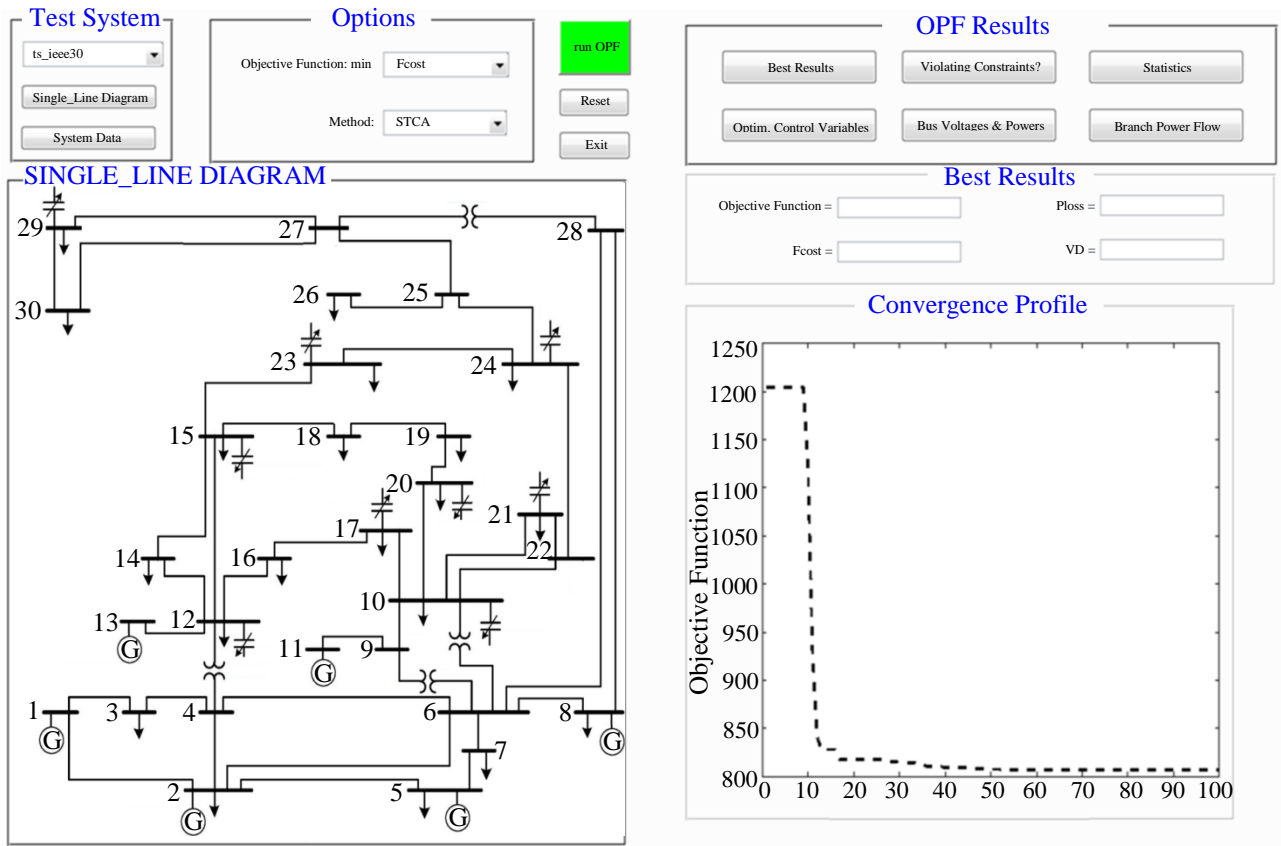 Test System
ts_ieee30
Single_Line Diagram
System Data
Options
Objective Function: min
Fcost
Method:
STCA
run OPF
Reset
Exit
OPF Results
Best Results
Violating Constraints?
Statistics
Optim. Control Variables
Bus Voltages & Powers
Branch Power Flow
SINGLE_LINE DIAGRAM
29
27
28
30
26
25
23
24
15
18
19
20
21
17
22
14
16
10
13
12
G
11
9
G
1
3
4
6
8
G
G
7
2
5
G
G
Best Results
Objective Function =
Ploss =
Fcost =
VD =
Convergence Profile
Objective Function
1250
1200
1150
1100
1050
1000
950
900
850
800
0 10 20 30 40 50 60 70 80 90 100